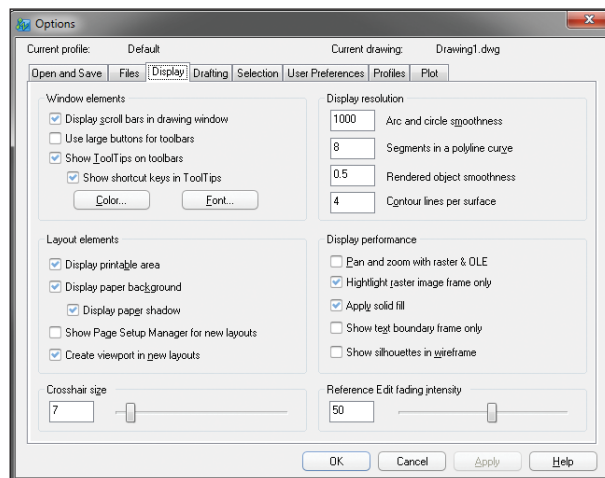 Options
Current profile: Default Current drawing: Drawing1.dwg
Open and Save Files Display Drafting Selection User Preferences Profiles Plot
Window elements
Display scroll bars in drawing window
Use large buttons for toolbars
Show ToolTips on toolbars
Show shortcut keys in ToolTips
Color... Font...
Display resolution
1000 Arc and circle smoothness
8 Segments in a polyline curve
0.5 Rendered object smoothness
4 Contour lines per surface
Layout elements
Display printable area
Display paper background
Display paper shadow
Show Page Setup Manager for new layouts
Create viewport in new layouts
Display performance
Pan and zoom with raster & OLE
Hightlight raster image frame only
Apply solid fill
Show text boundary frame only
Show silhouettes in wireframe
Crosshair size
7
Reference Edit fading intensity
50
OK Cancel Apply Help